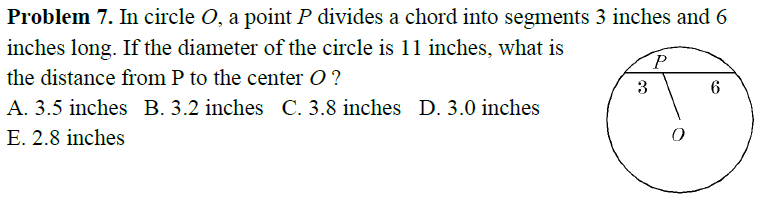 Problem 7. In circle O, a point P divides a chord into segments 3 inches and 6
inches long. If the diameter of the circle is 11 inches, what is
the distance from P to the center O ?
A. 3.5 inches B. 3.2 inches C. 3.8 inches D. 3.0 inches
E. 2.8 inches
P
3 6
O